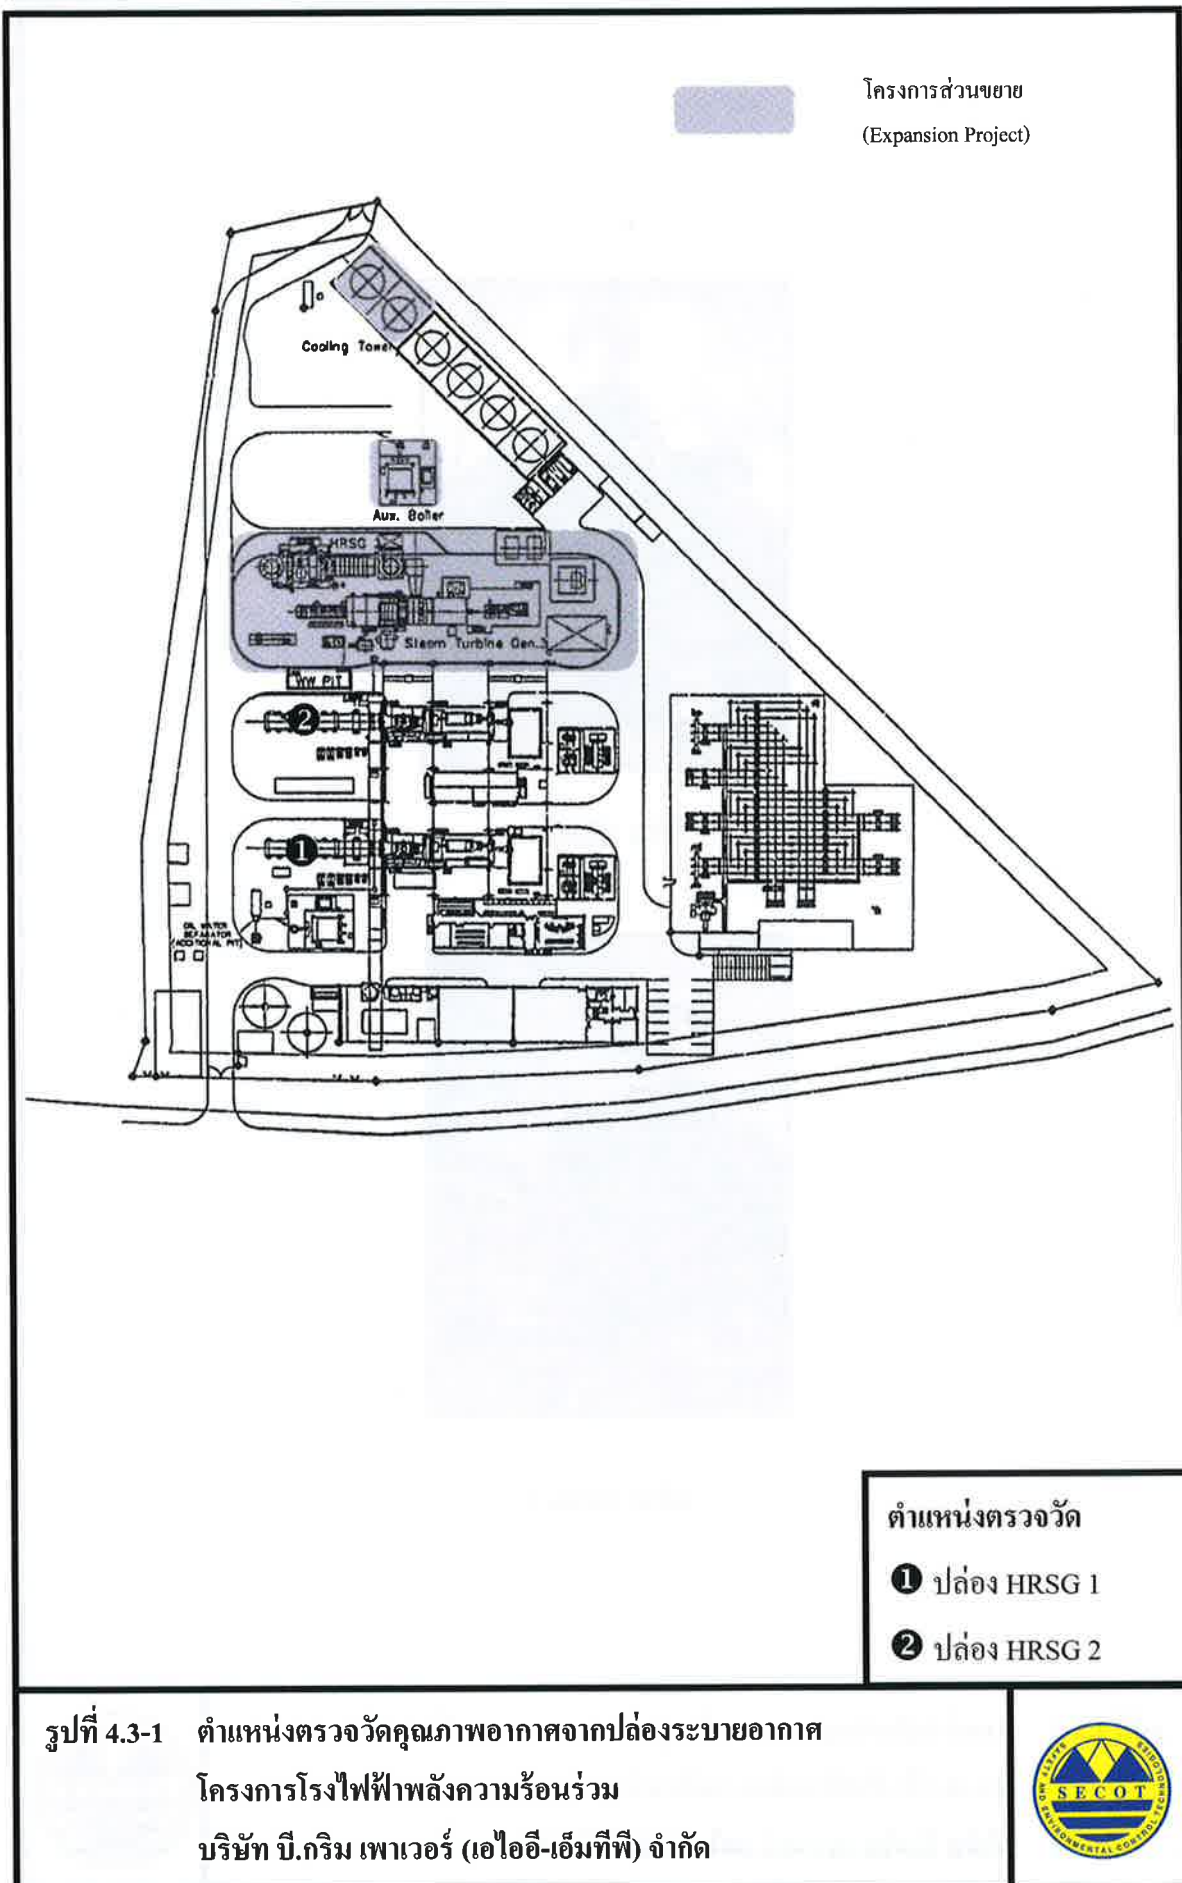 โครงการส่วนขยาย
(Expansion Project)
Cooling Tower
Aux. Boiler
HRSG
Steam Turbine Gen.3
WW PIT
2
1
OIL WATER
SEPARATOR
(ADDITIONAL PIT)
ตำแหน่งตรวจวัด
1 ปล่อง HRSG 1
2 ปล่อง HRSG 2
รูปที่ 4.3-1 ตำแหน่งตรวจวัดคุณภาพอากาศจากปล่องระบายอากาศ
โครงการโรงไฟฟ้าพลังความร้อนร่วม
บริษัท บี.กริม เพาเวอร์ (เอไออี-เอ็มทีพี) จำกัด
SECOT
SAFETY AND ENVIRONMENTAL CONTROL TECHNOLOGIES